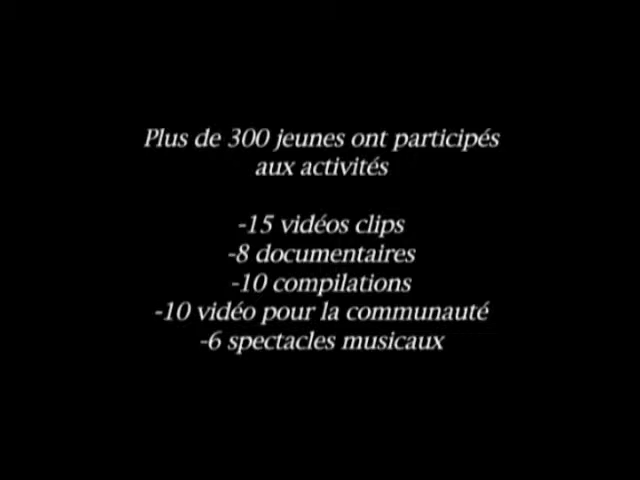 Plus de 300 jeunes ont participés
aux activités
-15 vidéos clips
-8 documentaires
-10 compilations
-10 vidéo pour la communauté
-6 spectacles musicaux